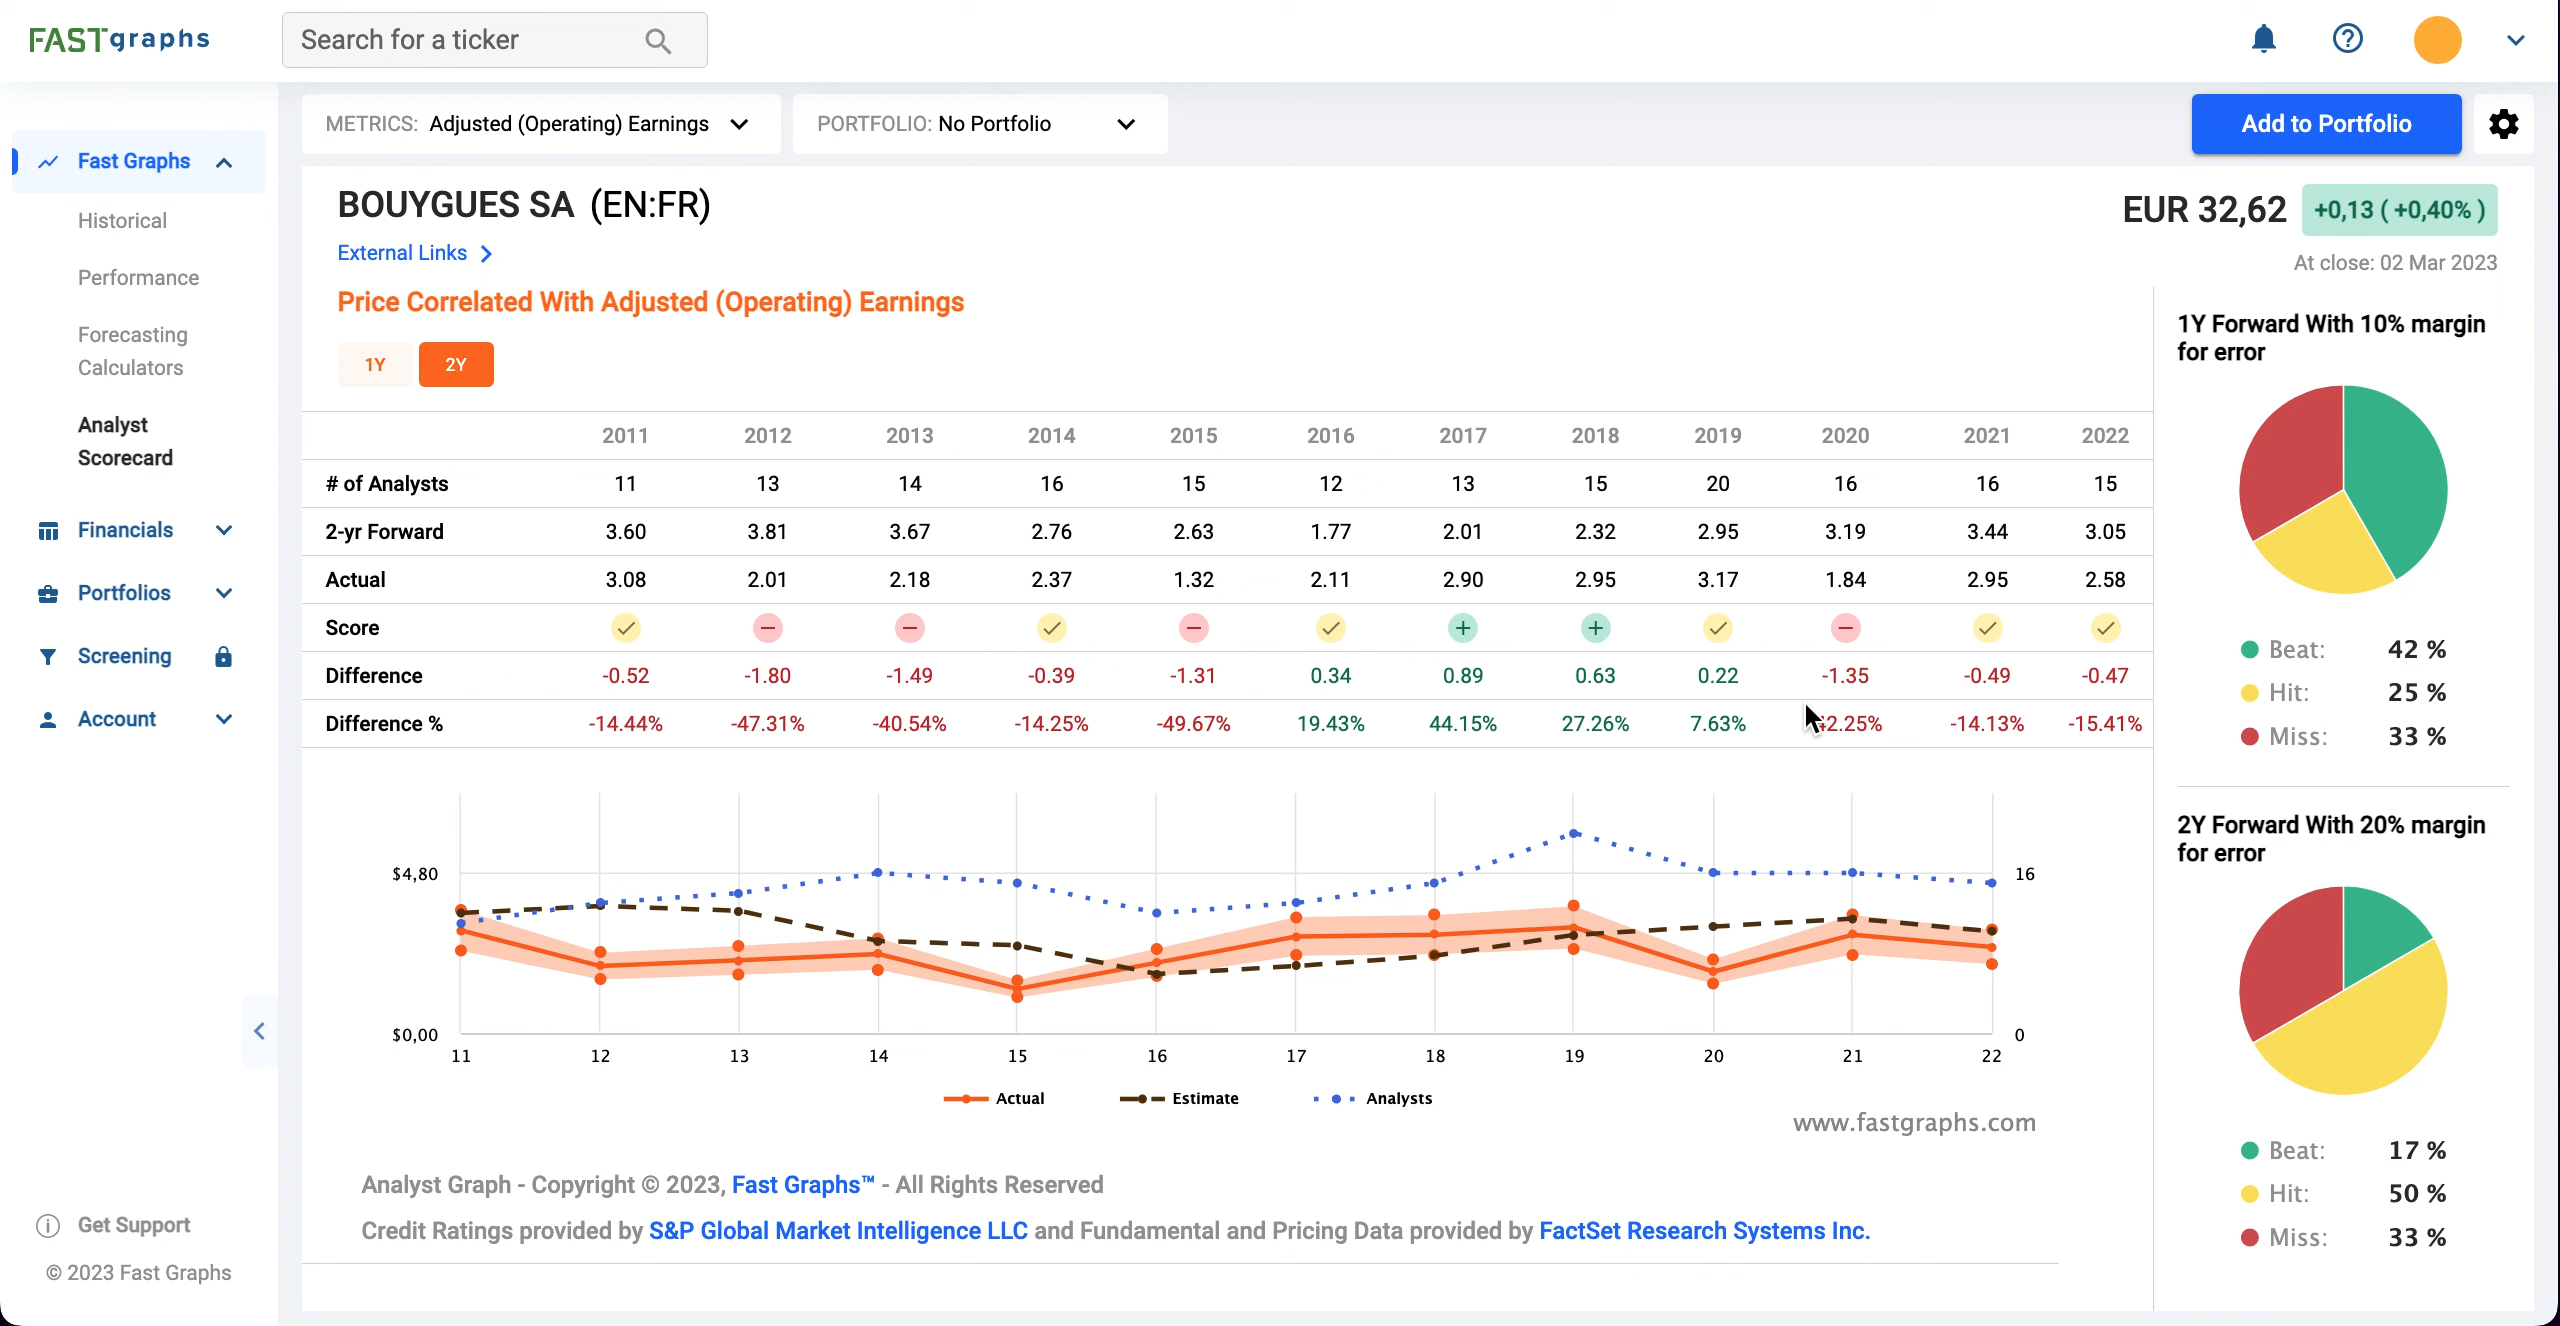 FASTgraphs
Search for a ticker
METRICS: Adjusted (Operating) Earnings
PORTFOLIO: No Portfolio
Add to Portfolio
Fast Graphs
Historical
Performance
Forecasting
Calculators
Analyst
Scorecard
Financials
Portfolios
Screening
Account
Get Support
© 2023 Fast Graphs
BOUYGUES SA (EN:FR)
EUR 32,62 +0,13 ( +0,40% )
External Links
At close: 02 Mar 2023
Price Correlated With Adjusted (Operating) Earnings
1Y 2Y
2011 2012 2013 2014 2015 2016 2017 2018 2019 2020 2021 2022
# of Analysts 11 13 14 16 15 12 13 15 20 16 16 15
2-yr Forward 3.60 3.81 3.67 2.76 2.63 1.77 2.01 2.32 2.95 3.19 3.44 3.05
Actual 3.08 2.01 2.18 2.37 1.32 2.11 2.90 2.95 3.17 1.84 2.95 2.58
Score
Difference -0.52 -1.80 -1.49 -0.39 -1.31 0.34 0.89 0.63 0.22 -1.35 -0.49 -0.47
Difference % -14.44% -47.31% -40.54% -14.25% -49.67% 19.43% 44.15% 27.26% 7.63% -14.13% -15.41%
$4,80 16
$0,00 0
11 12 13 14 15 16 17 18 19 20 21 22
Actual Estimate Analysts
www.fastgraphs.com
Analyst Graph - Copyright © 2023, Fast Graphs™ - All Rights Reserved
Credit Ratings provided by S&P Global Market Intelligence LLC and Fundamental and Pricing Data provided by FactSet Research Systems Inc.
1Y Forward With 10% margin
for error
Beat: 42 %
Hit: 25 %
Miss: 33 %
2Y Forward With 20% margin
for error
Beat: 17 %
Hit: 50 %
Miss: 33 %